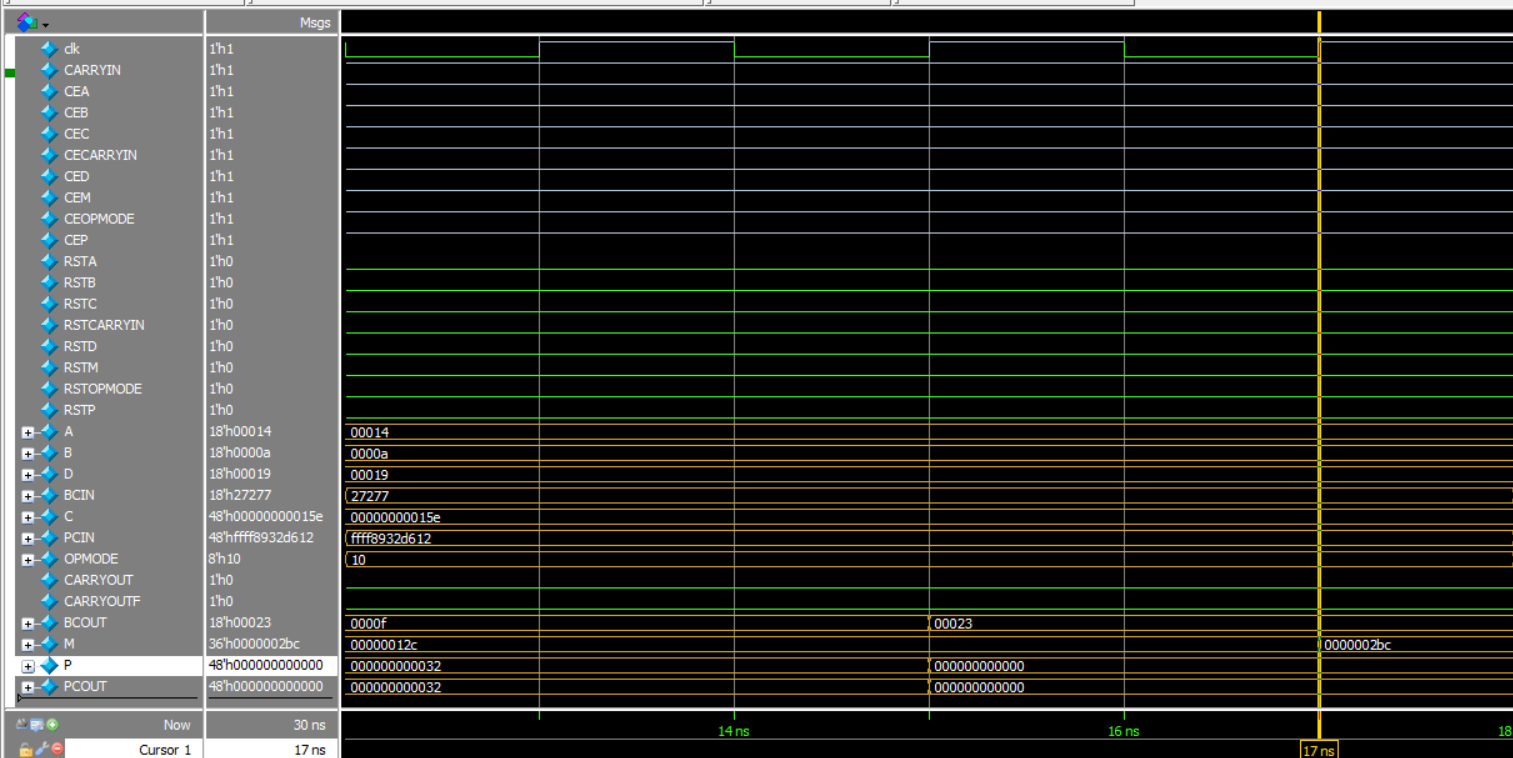 Msgs
clk 1'h1
CARRYIN 1'h1
CEA 1'h1
CEB 1'h1
CEC 1'h1
CECARRYIN 1'h1
CED 1'h1
CEM 1'h1
CEOPMODE 1'h1
CEP 1'h1
RSTA 1'h0
RSTB 1'h0
RSTC 1'h0
RSTCARRYIN 1'h0
RSTD 1'h0
RSTM 1'h0
RSTOPMODE 1'h0
RSTP 1'h0
A 18'h00014 00014
B 18'h0000a 0000a
D 18'h00019 00019
BCIN 18'h27277 27277
C 48'h00000000015e 00000000015e
PCIN 48'hffff8932d612 ffff8932d612
OPMODE 8'h10 10
CARRYOUT 1'h0
CARRYOUTF 1'h0
BCOUT 18'h00023 0000f 00023
M 36'h0000002bc 00000012c 0000002bc
P 48'h000000000000 000000000032 000000000000
PCOUT 48'h000000000000 000000000032 000000000000
Now 30 ns 14 ns 16 ns 18
Cursor 1 17 ns 17 ns